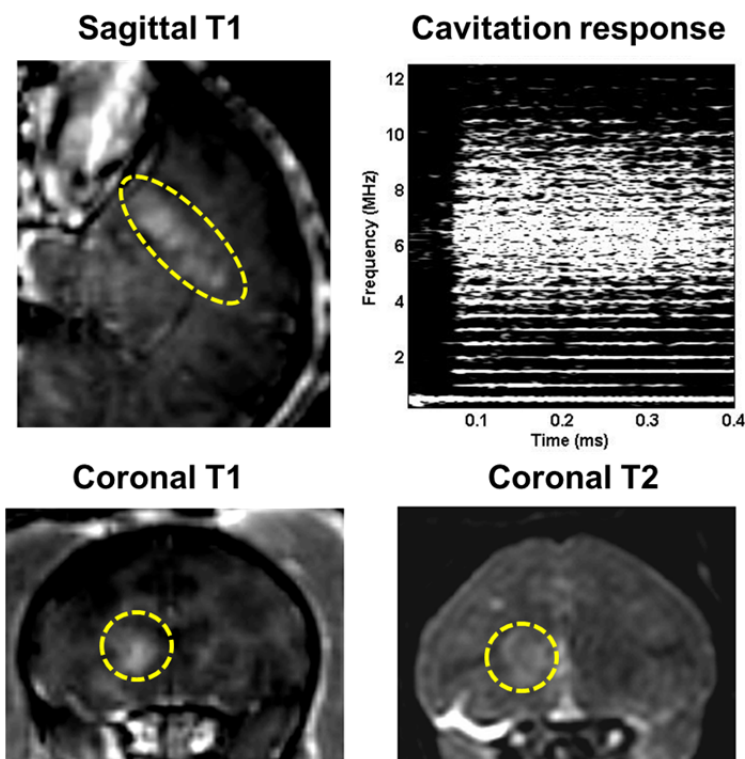 Sagittal T1
Cavitation response
12
10
8
6
4
2
Frequency (MHz)
0.1 0.2 0.3 0.4
Time (ms)
Coronal T1
Coronal T2